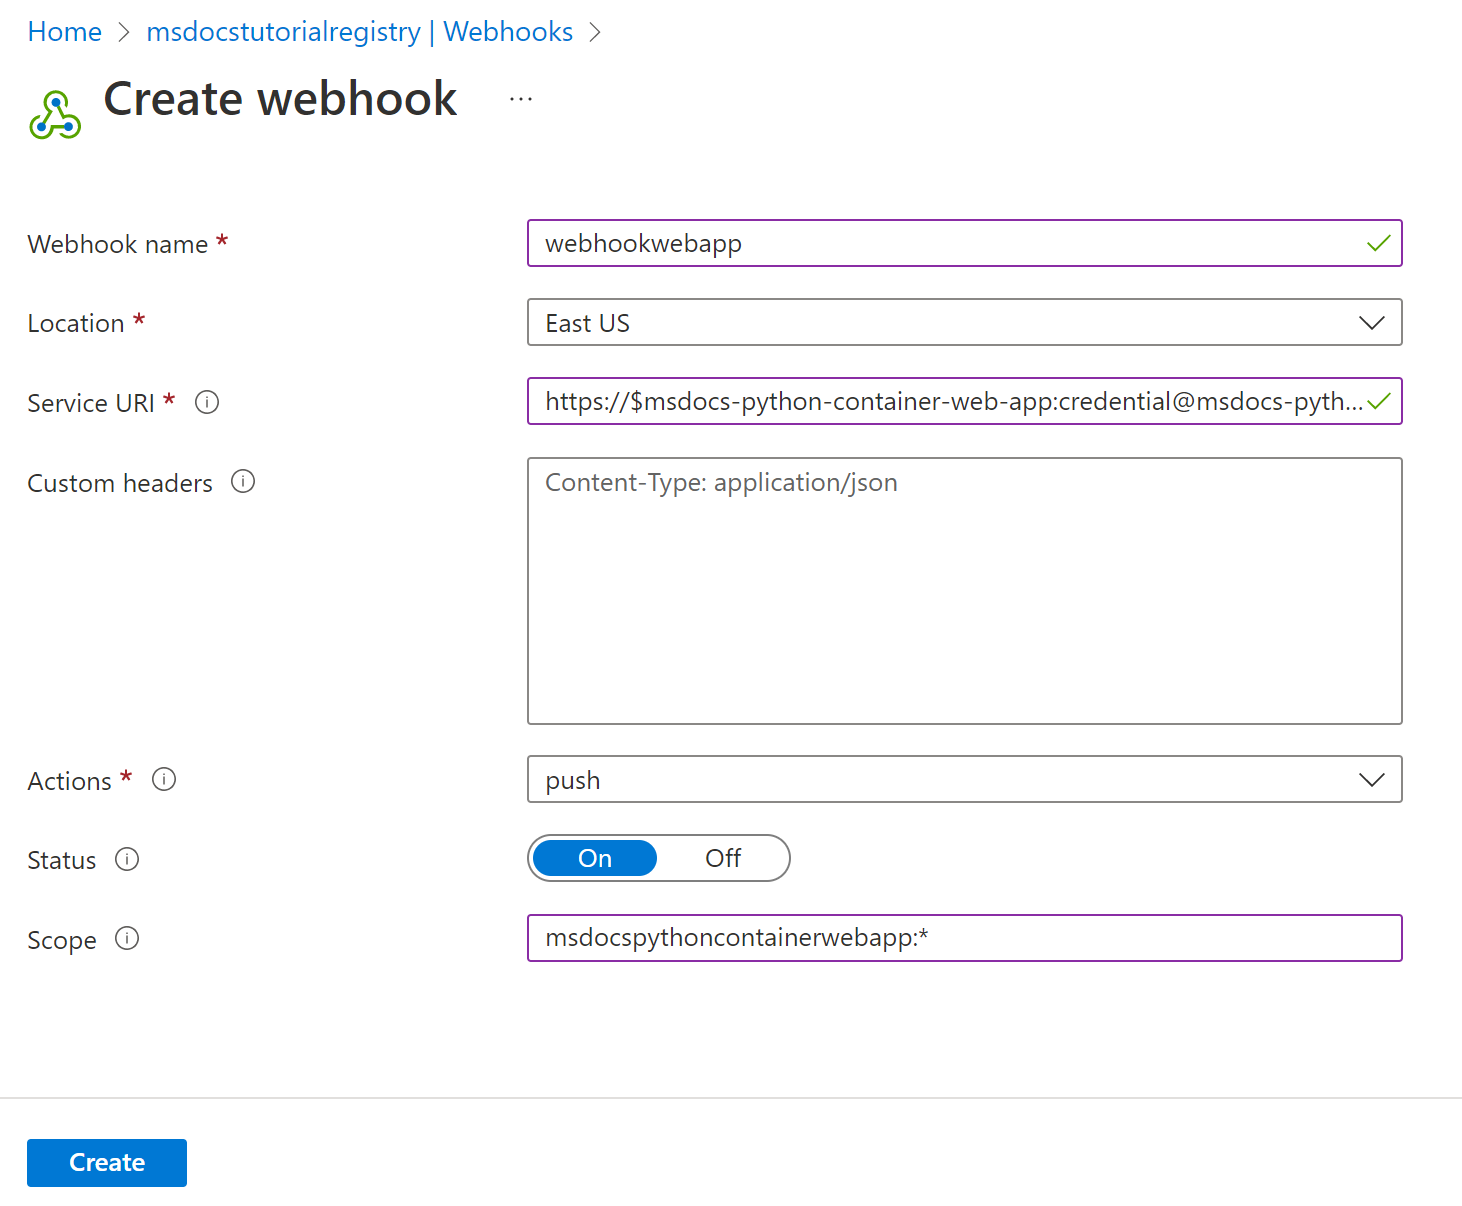 Home > msdocstutorialregistry | Webhooks >
Create webhook ...
Webhook name * webhookwebapp
Location * East US
Service URI * https://$msdocs-python-container-web-app:credential@msdocs-pyth...
Custom headers Content-Type: application/json
Actions * push
Status On Off
Scope msdocspythoncontainerwebapp:*
Create